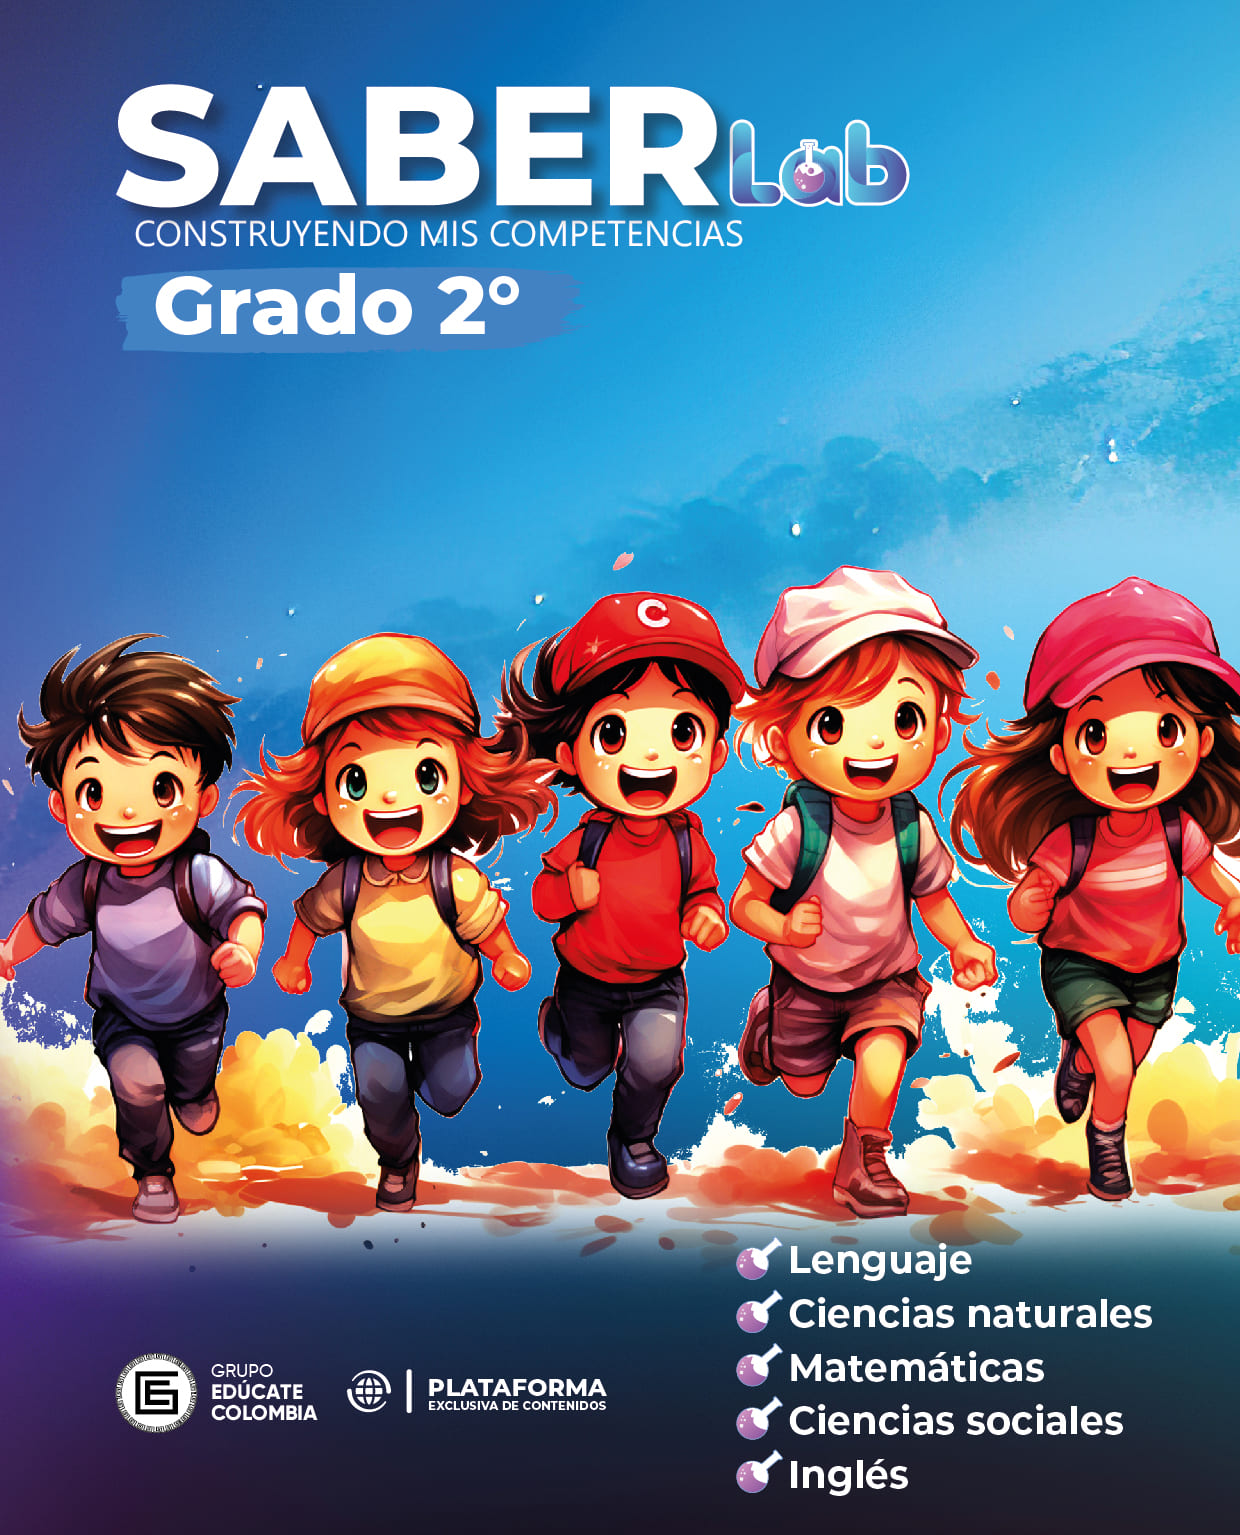 SABER Lab
CONSTRUYENDO MIS COMPETENCIAS
Grado 2°
C
Lenguaje
Ciencias naturales
Matemáticas
Ciencias sociales
Inglés
GRUPO
EDÚCATE
COLOMBIA
PLATAFORMA
EXCLUSIVA DE CONTENIDOS